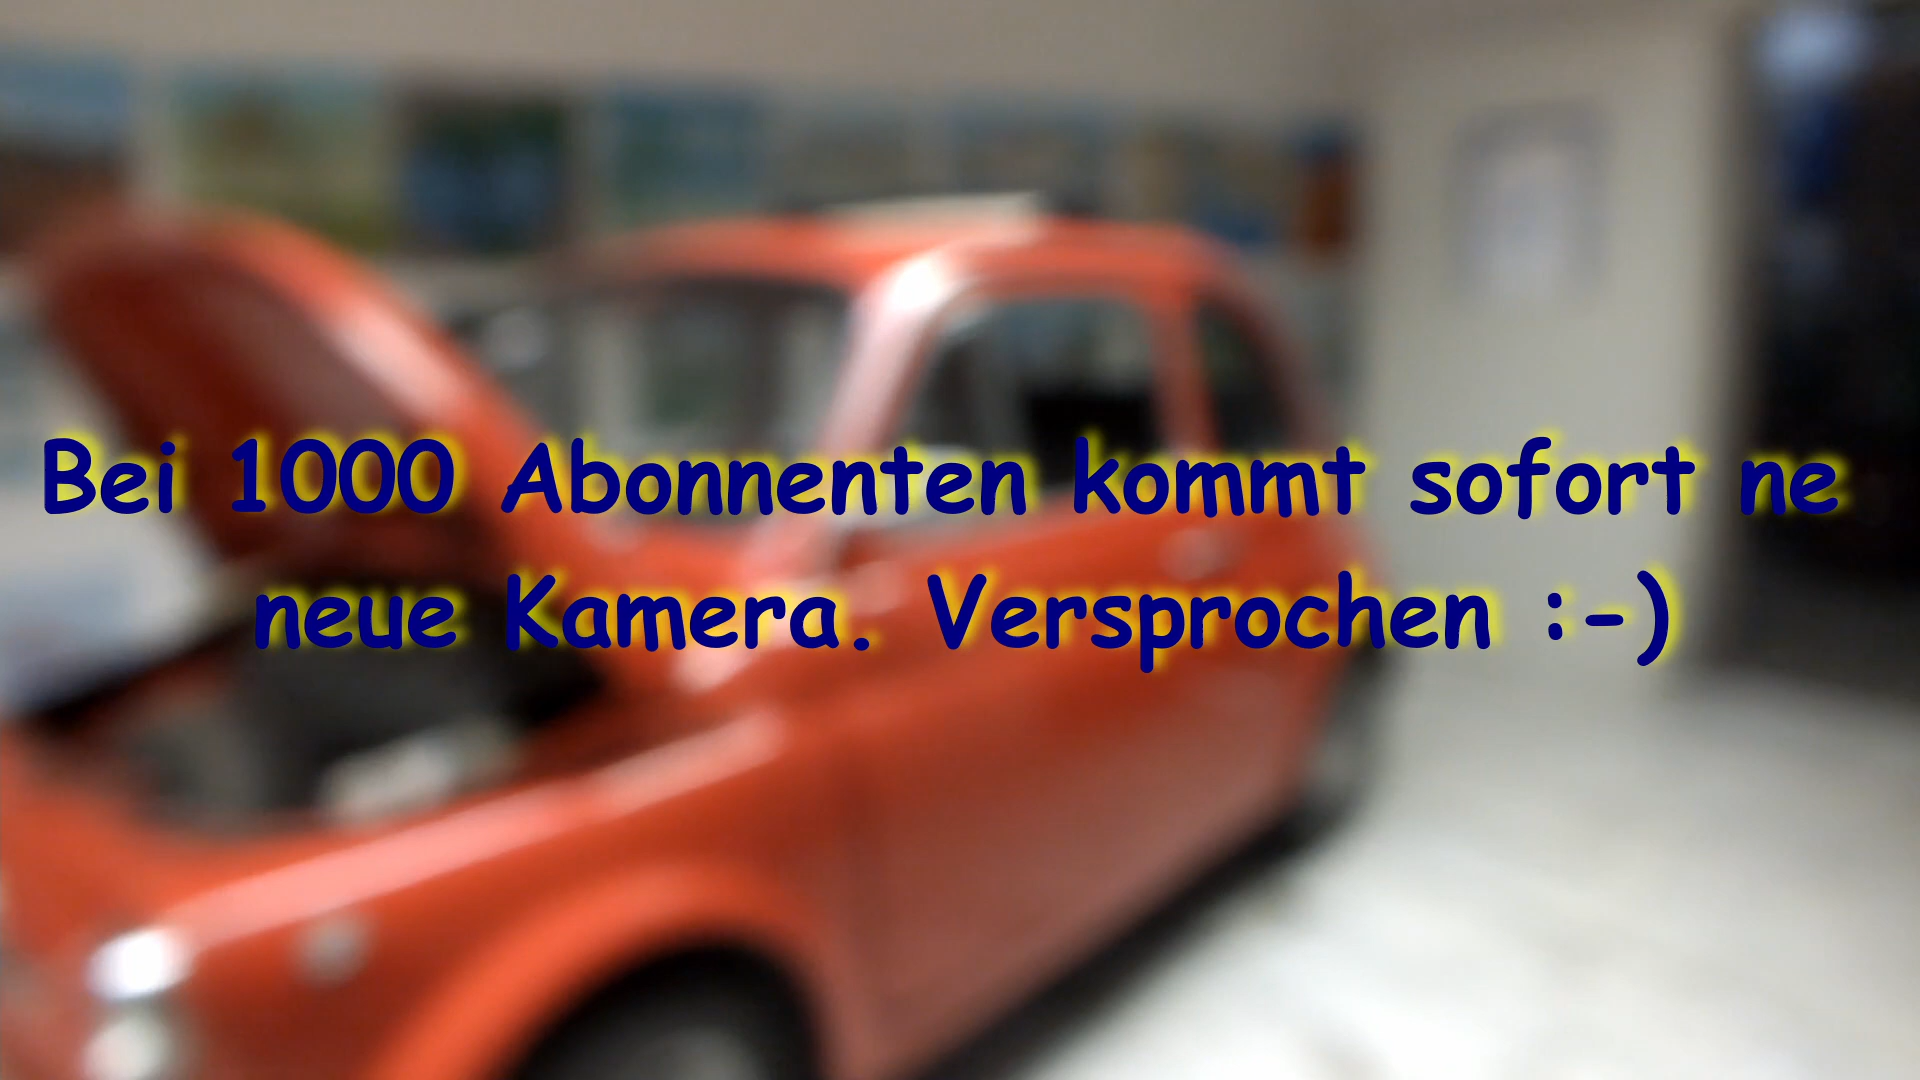 Bei 1000 Abonnenten kommt sofort ne
neue Kamera. Versprochen :-)